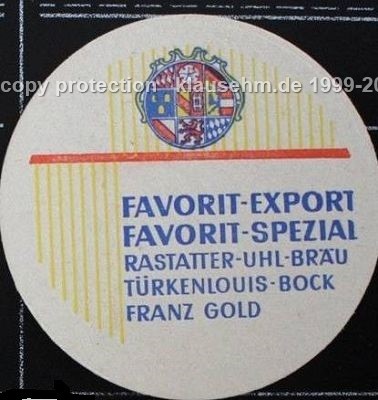 copy protection - klausehm.de 1999-20
FAVORIT-EXPORT
FAVORIT-SPEZIAL
RASTATTER-UHL-BRÄU
TÜRKENLOUIS-BOCK
FRANZ GOLD